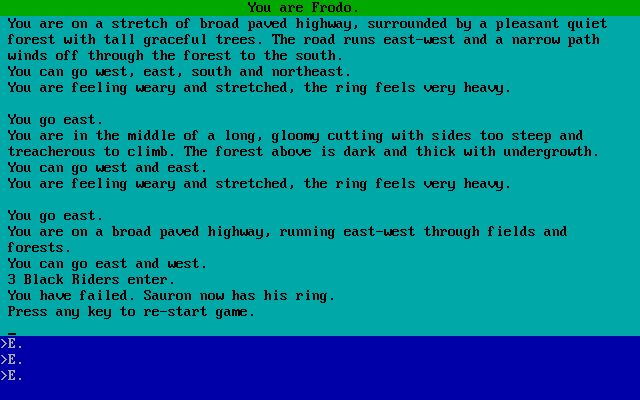 You are Frodo.
You are on a stretch of broad paved highway, surrounded by a pleasant quiet
forest with tall graceful trees. The road runs east-west and a narrow path
winds off through the forest to the south.
You can go west, east, south and northeast.
You are feeling weary and stretched, the ring feels very heavy.
You go east.
You are in the middle of a long, gloomy cutting with sides too steep and
treacherous to climb. The forest above is dark and thick with undergrowth.
You can go west and east.
You are feeling weary and stretched, the ring feels very heavy.
You go east.
You are on a broad paved highway, running east-west through fields and
forests.
You can go east and west.
3 Black Riders enter.
You have failed. Sauron now has his ring.
Press any key to re-start game.
>E.
>E.
>E.